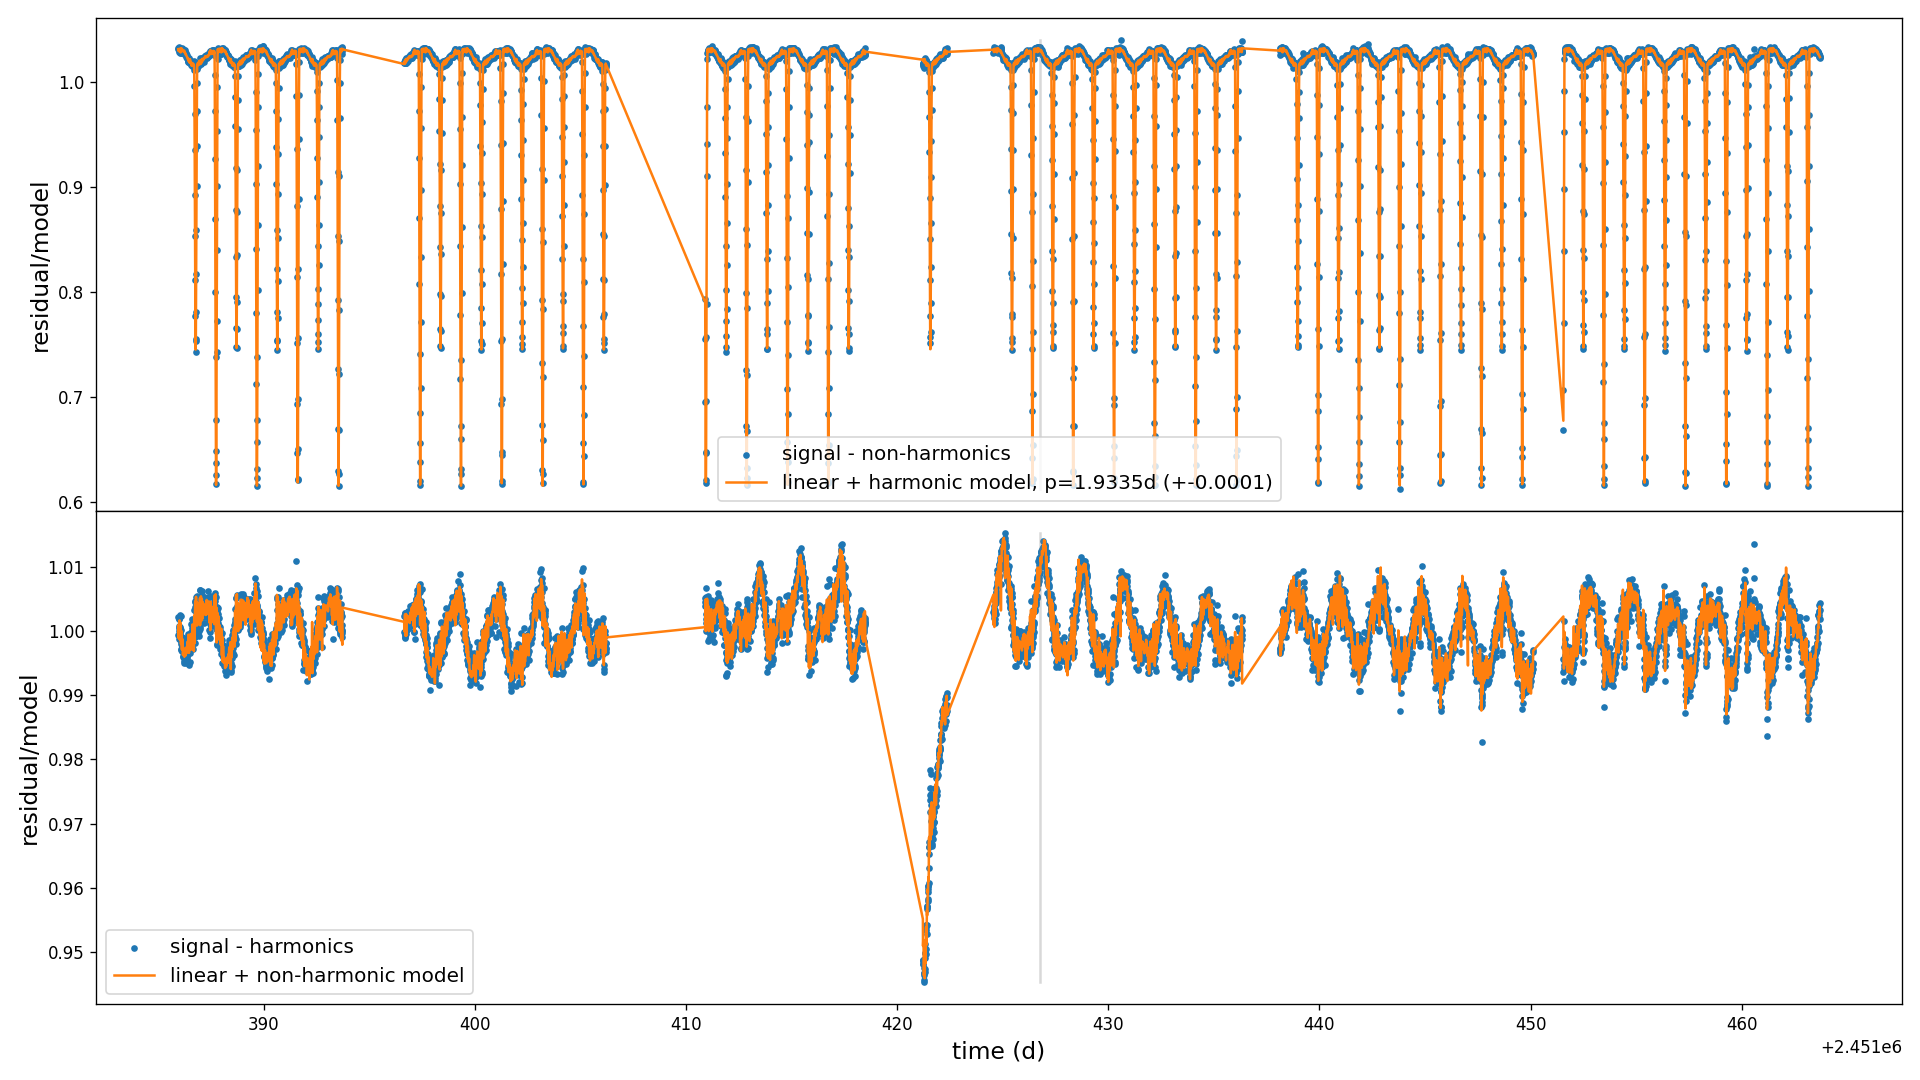 residual/model
1.0
0.9
0.8
0.7
0.6
signal - non-harmonics
linear + harmonic model, p=1.9335d (+-0.0001)
residual/model
1.01
1.00
0.99
0.98
0.97
0.96
0.95
signal - harmonics
linear + non-harmonic model
390 400 410 420 430 440 450 460
time (d)
+2.451e6